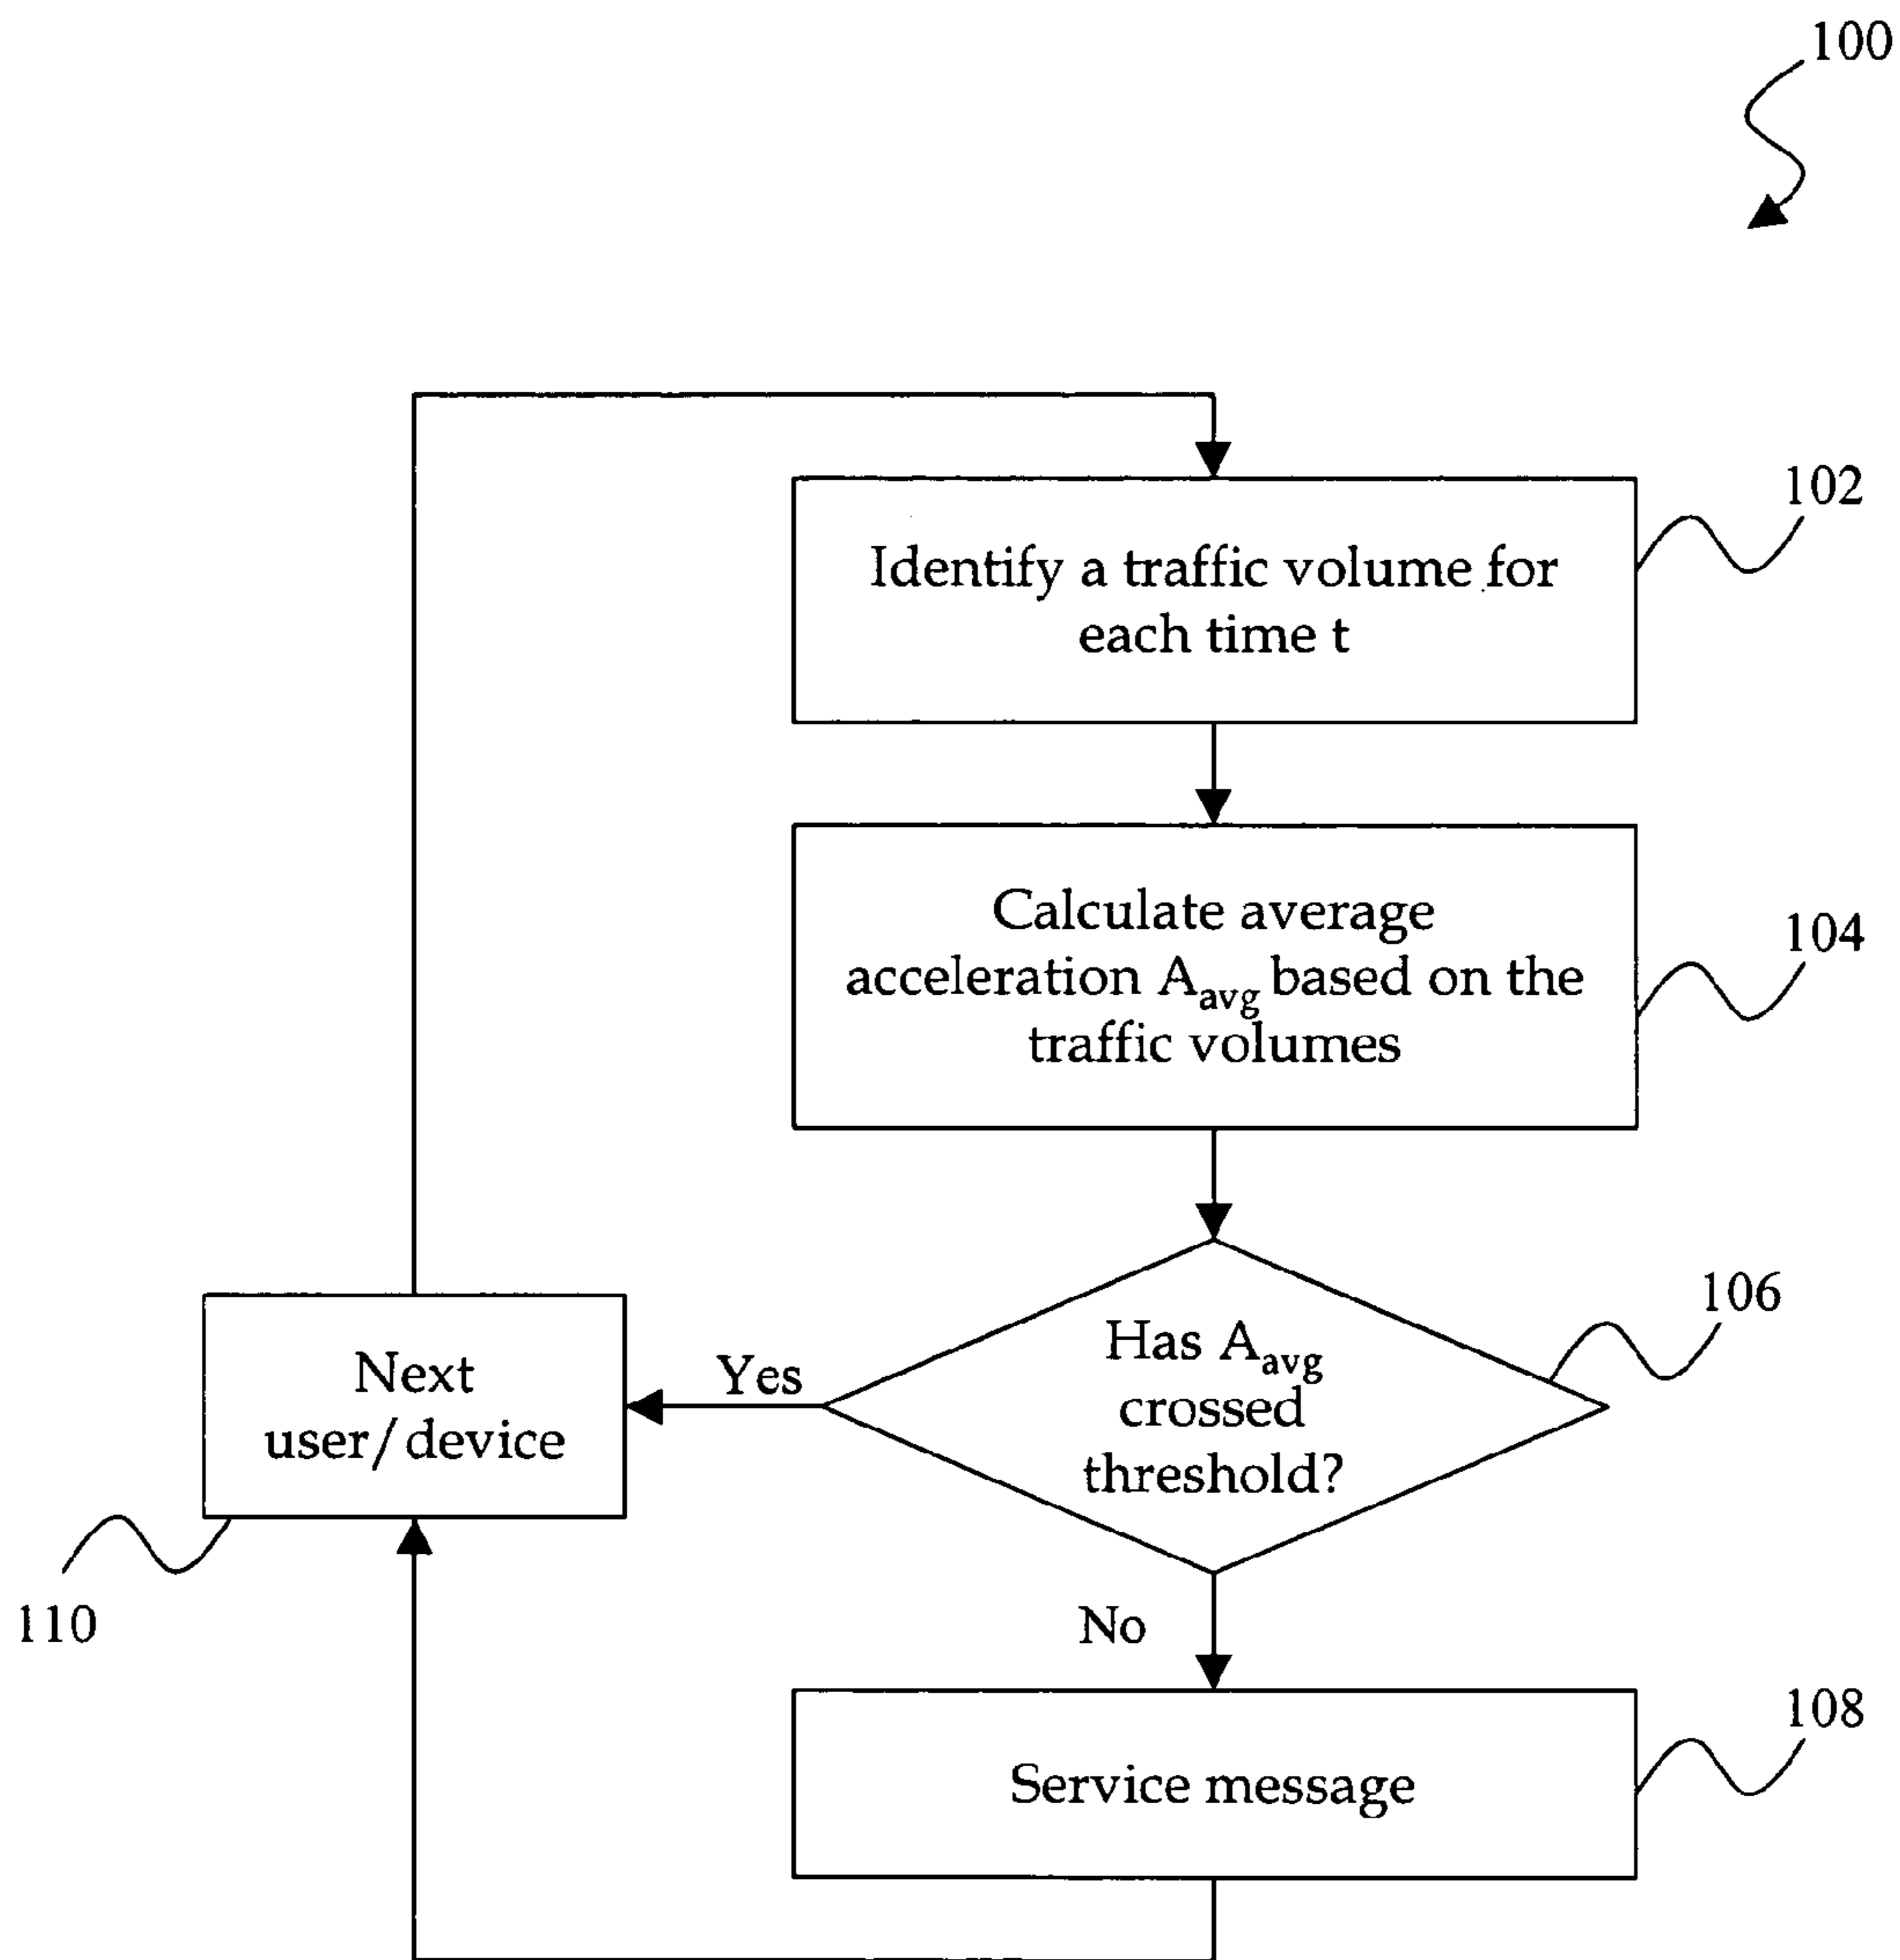 100
102
Identify a traffic volume for
each time t
Calculate average
acceleration Aavg based on the
traffic volumes
104
106
Has Aavg
crossed
threshold?
Yes
Next
user/device
110
No
108
Service message